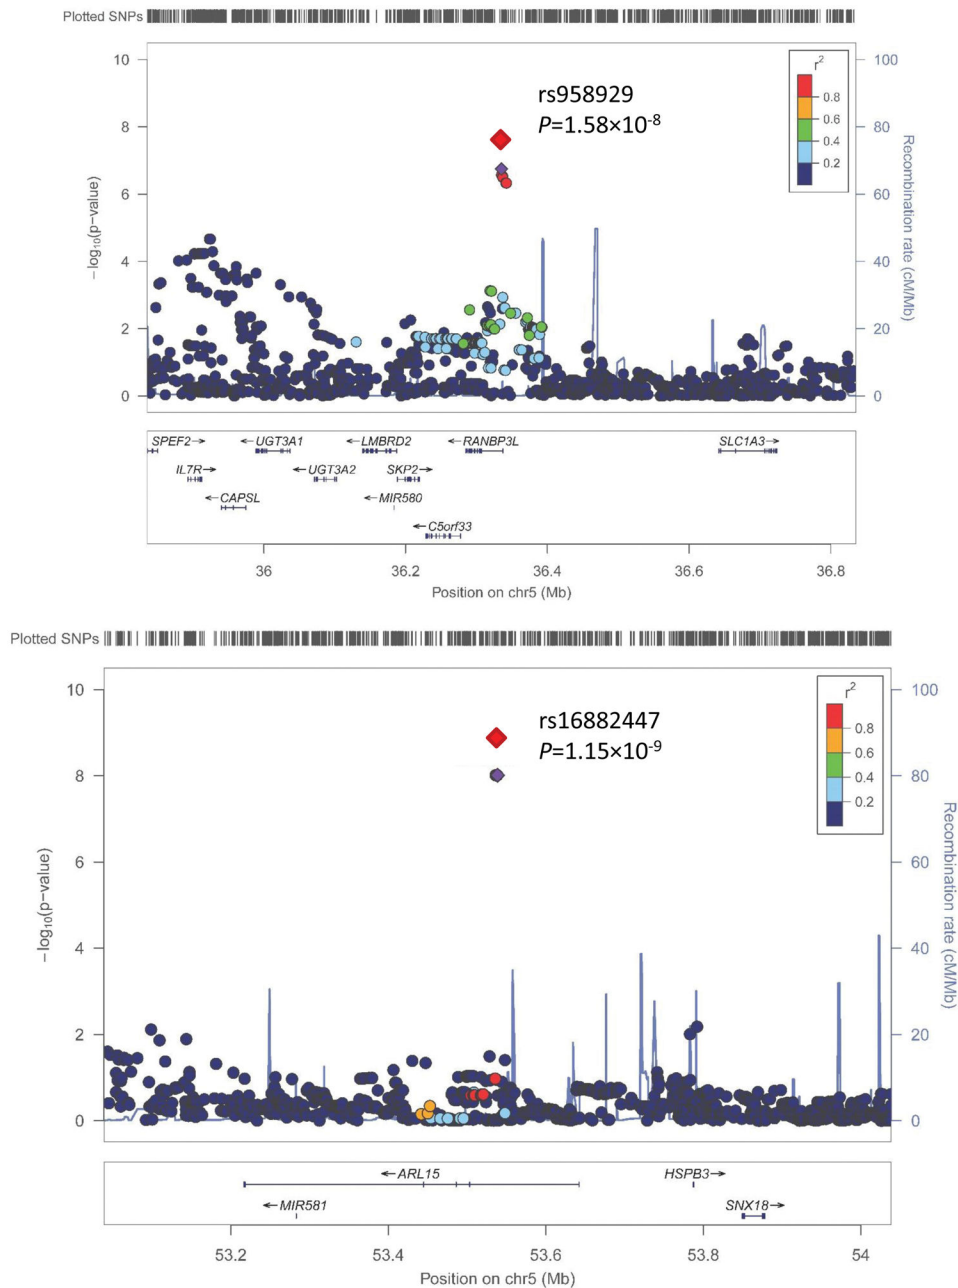 Plotted SNPs
10
100
r²
rs958929
P=1.58×10⁻⁸
0.8
0.6
0.4
0.2
8
80
6
60
4
40
2
20
0
0
−log₁₀(p−value)
Recombination rate (cM/Mb)
SPEF2→
←UGT3A1
←LMBRD2
←RANBP3L
SLC1A3→
IL7R→
←UGT3A2
SKP2→
←CAPSL
←MIR580
←C5orf33
36
36.2
36.4
36.6
36.8
Position on chr5 (Mb)
Plotted SNPs
10
100
r²
rs16882447
P=1.15×10⁻⁹
0.8
0.6
0.4
0.2
8
80
6
60
4
40
2
20
0
0
−log₁₀(p−value)
Recombination rate (cM/Mb)
←ARL15
HSPB3→
←MIR581
SNX18→
53.2
53.4
53.6
53.8
54
Position on chr5 (Mb)